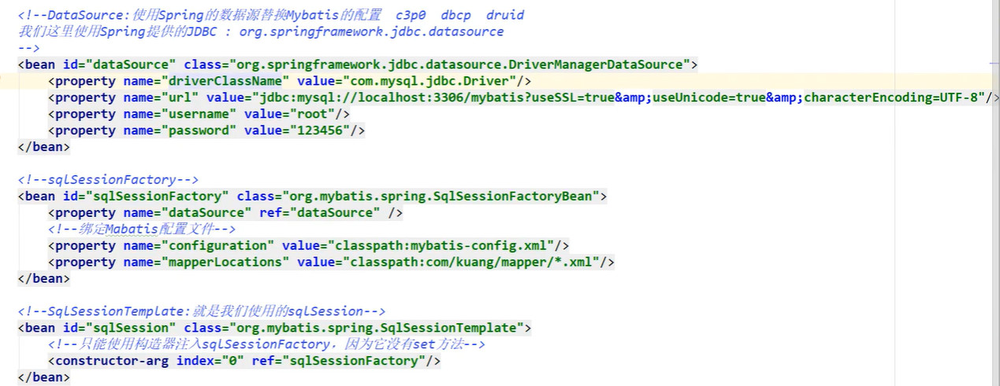 <!--DataSource:使用Spring的数据源替换Mybatis的配置  c3p0  dbcp  druid
我们这里使用Spring提供的JDBC : org.springframework.jdbc.datasource
-->
<bean id="dataSource" class="org.springframework.jdbc.datasource.DriverManagerDataSource">
    <property name="driverClassName" value="com.mysql.jdbc.Driver"/>
    <property name="url" value="jdbc:mysql://localhost:3306/mybatis?useSSL=true&amp;useUnicode=true&amp;characterEncoding=UTF-8"/>
    <property name="username" value="root"/>
    <property name="password" value="123456"/>
</bean>

<!--sqlSessionFactory-->
<bean id="sqlSessionFactory" class="org.mybatis.spring.SqlSessionFactoryBean">
    <property name="dataSource" ref="dataSource" />
    <!--绑定Mabatis配置文件-->
    <property name="configuration" value="classpath:mybatis-config.xml"/>
    <property name="mapperLocations" value="classpath:com/kuang/mapper/*.xml"/>
</bean>

<!--SqlSessionTemplate:就是我们使用的sqlSession-->
<bean id="sqlSession" class="org.mybatis.spring.SqlSessionTemplate">
    <!--只能使用构造器注入sqlSessionFactory，因为它没有set方法-->
    <constructor-arg index="0" ref="sqlSessionFactory"/>
</bean>